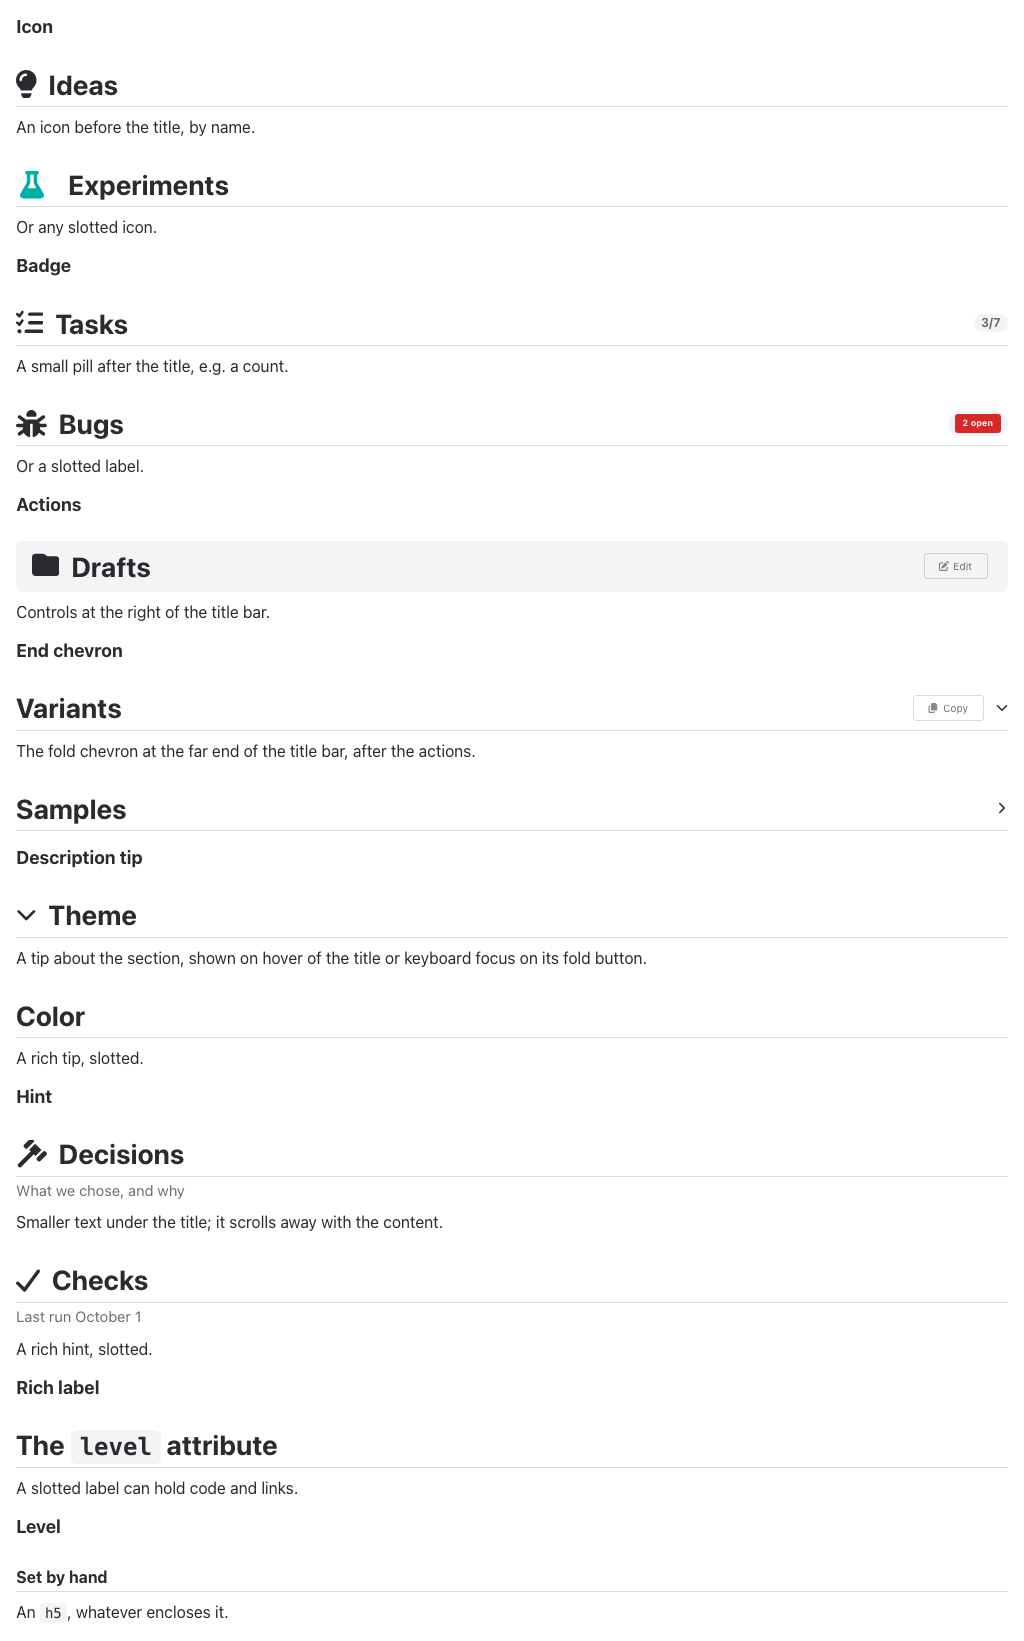 Icon
Ideas
An icon before the title, by name.
Experiments
Or any slotted icon.
Badge
Tasks 3/7
A small pill after the title, e.g. a count.
Bugs 2 open
Or a slotted label.
Actions
Drafts Edit
Controls at the right of the title bar.
End chevron
Variants Copy
The fold chevron at the far end of the title bar, after the actions.
Samples
Description tip
Theme
A tip about the section, shown on hover of the title or keyboard focus on its fold button.
Color
A rich tip, slotted.
Hint
Decisions
What we chose, and why
Smaller text under the title; it scrolls away with the content.
Checks
Last run October 1
A rich hint, slotted.
Rich label
The level attribute
A slotted label can hold code and links.
Level
Set by hand
An h5, whatever encloses it.